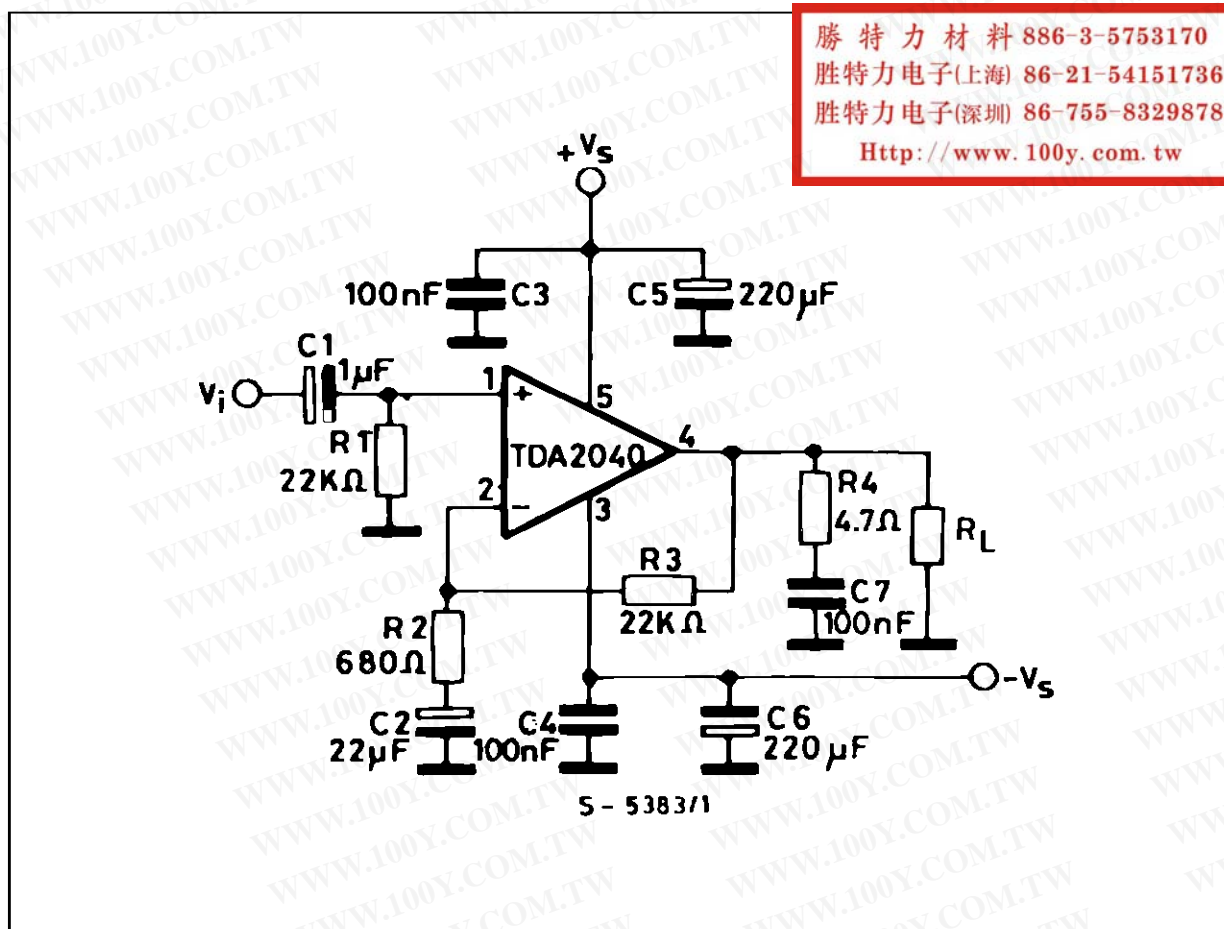 勝特力材料 886-3-5753170
胜特力电子(上海) 86-21-54151736
胜特力电子(深圳) 86-755-8329878
Http://www.100y.com.tw
+Vs
100nF C3
C5 220µF
C1
1µF
Vi
1
+
5
R1
22KΩ
TDA2040
4
2
-
3
R4
4.7Ω
RL
R3
22KΩ
C7
100nF
R2
680Ω
-Vs
C2
22µF
C4
100nF
C6
220µF
S-5383/1
WWW.100Y.COM.TW